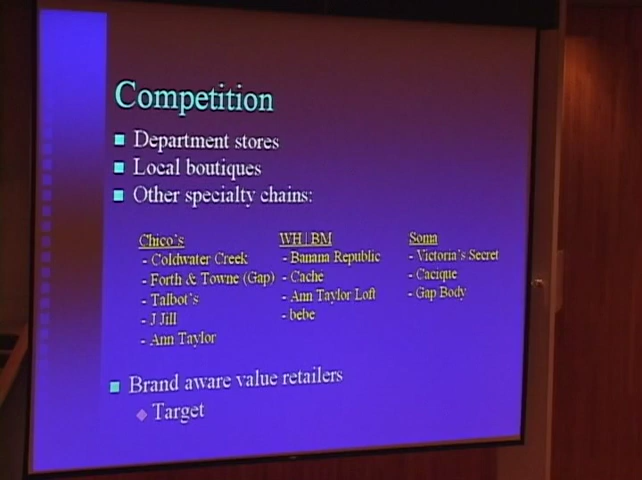 Competition
Department stores
Local boutiques
Other specialty chains:
Chico's WH|BM Soma
- Coldwater Creek - Banana Republic - Victoria's Secret
- Forth & Towne (Gap) - Cache - Cacique
- Talbot's - Ann Taylor Loft - Gap Body
- J Jill - bebe
- Ann Taylor
Brand aware value retailers
Target